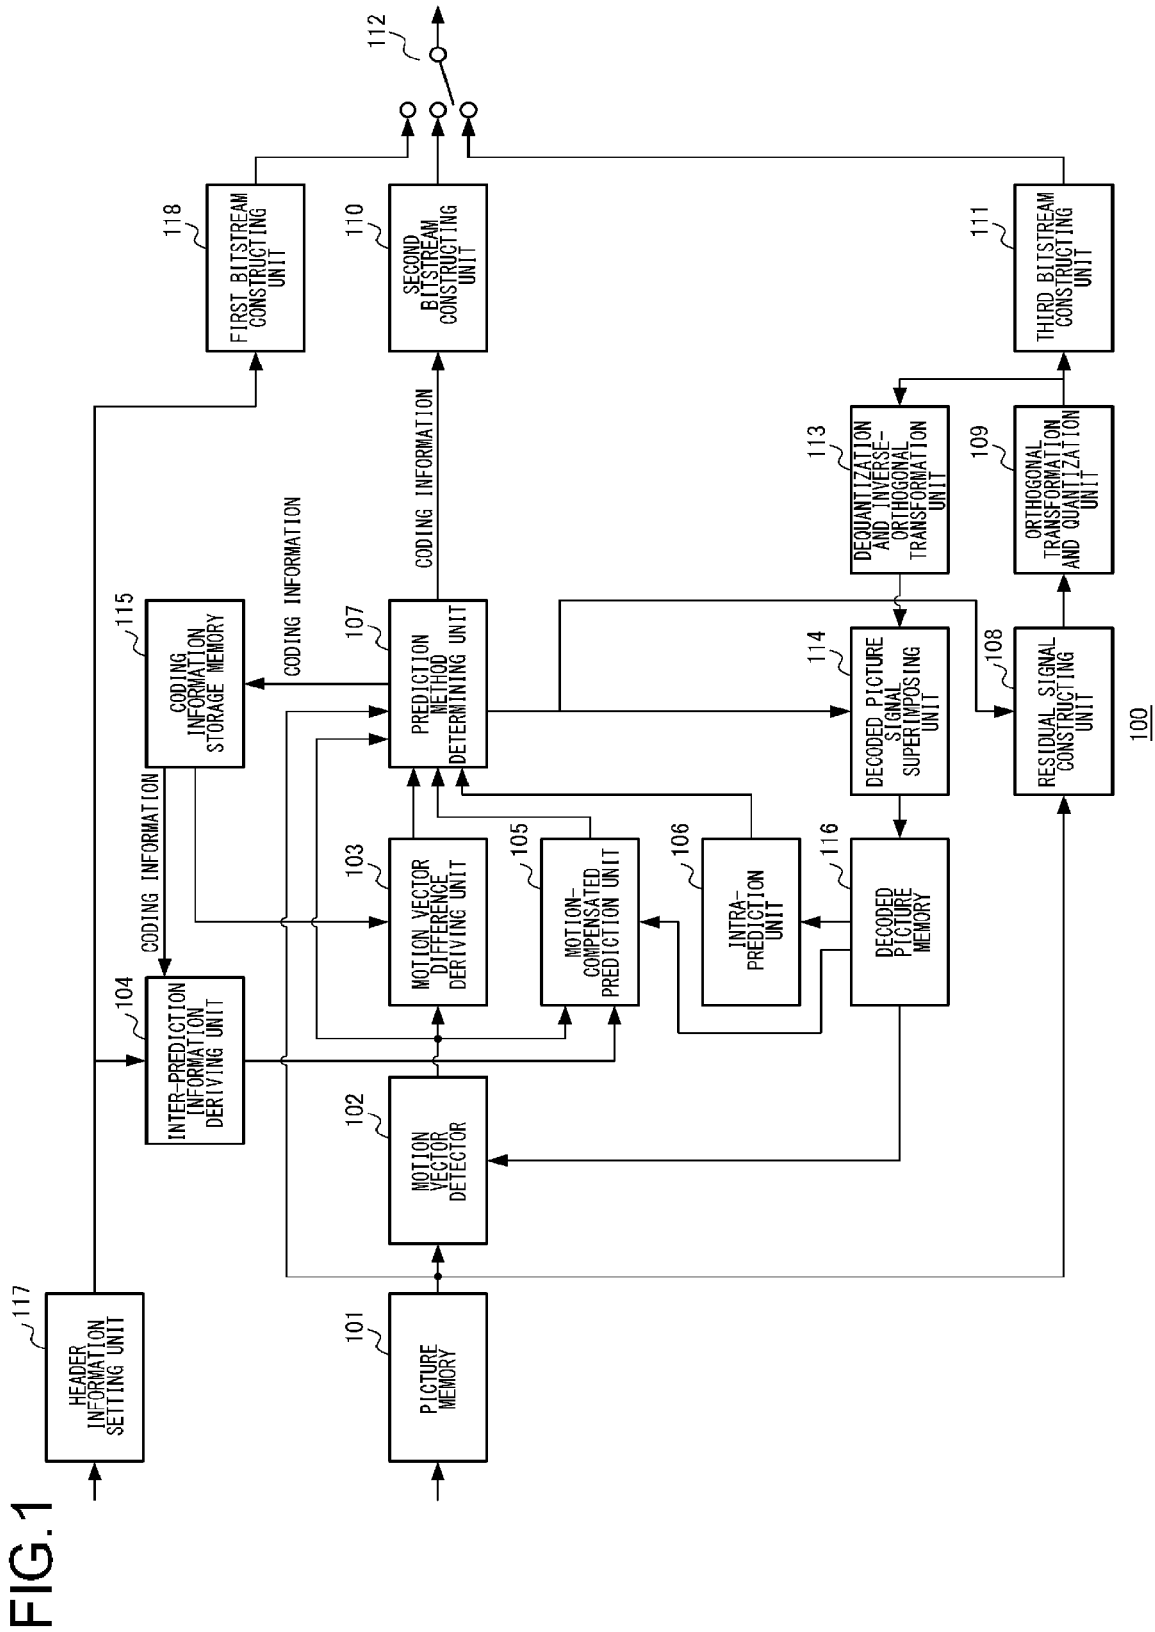 FIG.1
117
HEADER
INFORMATION
SETTING UNIT
104
INTER-PREDICTION
INFORMATION
DERIVING UNIT
CODING INFORMATION
115
CODING
INFORMATION
STORAGE MEMORY
CODING INFORMATION
118
FIRST BITSTREAM
CONSTRUCTING
UNIT
101
PICTURE
MEMORY
102
MOTION
VECTOR
DETECTOR
103
MOTION VECTOR
DIFFERENCE
DERIVING UNIT
107
PREDICTION
METHOD
DETERMINING UNIT
CODING INFORMATION
110
SECOND
BITSTREAM
CONSTRUCTING
UNIT
112
105
MOTION-
COMPENSATED
PREDICTION UNIT
106
INTRA-
PREDICTION
UNIT
116
DECODED
PICTURE
MEMORY
114
DECODED PICTURE
SIGNAL
SUPERIMPOSING
UNIT
113
DEQUANTIZATION
AND INVERSE-
ORTHOGONAL
TRANSFORMATION
UNIT
108
RESIDUAL SIGNAL
CONSTRUCTING
UNIT
109
ORTHOGONAL
TRANSFORMATION
AND QUANTIZATION
UNIT
111
THIRD BITSTREAM
CONSTRUCTING
UNIT
100